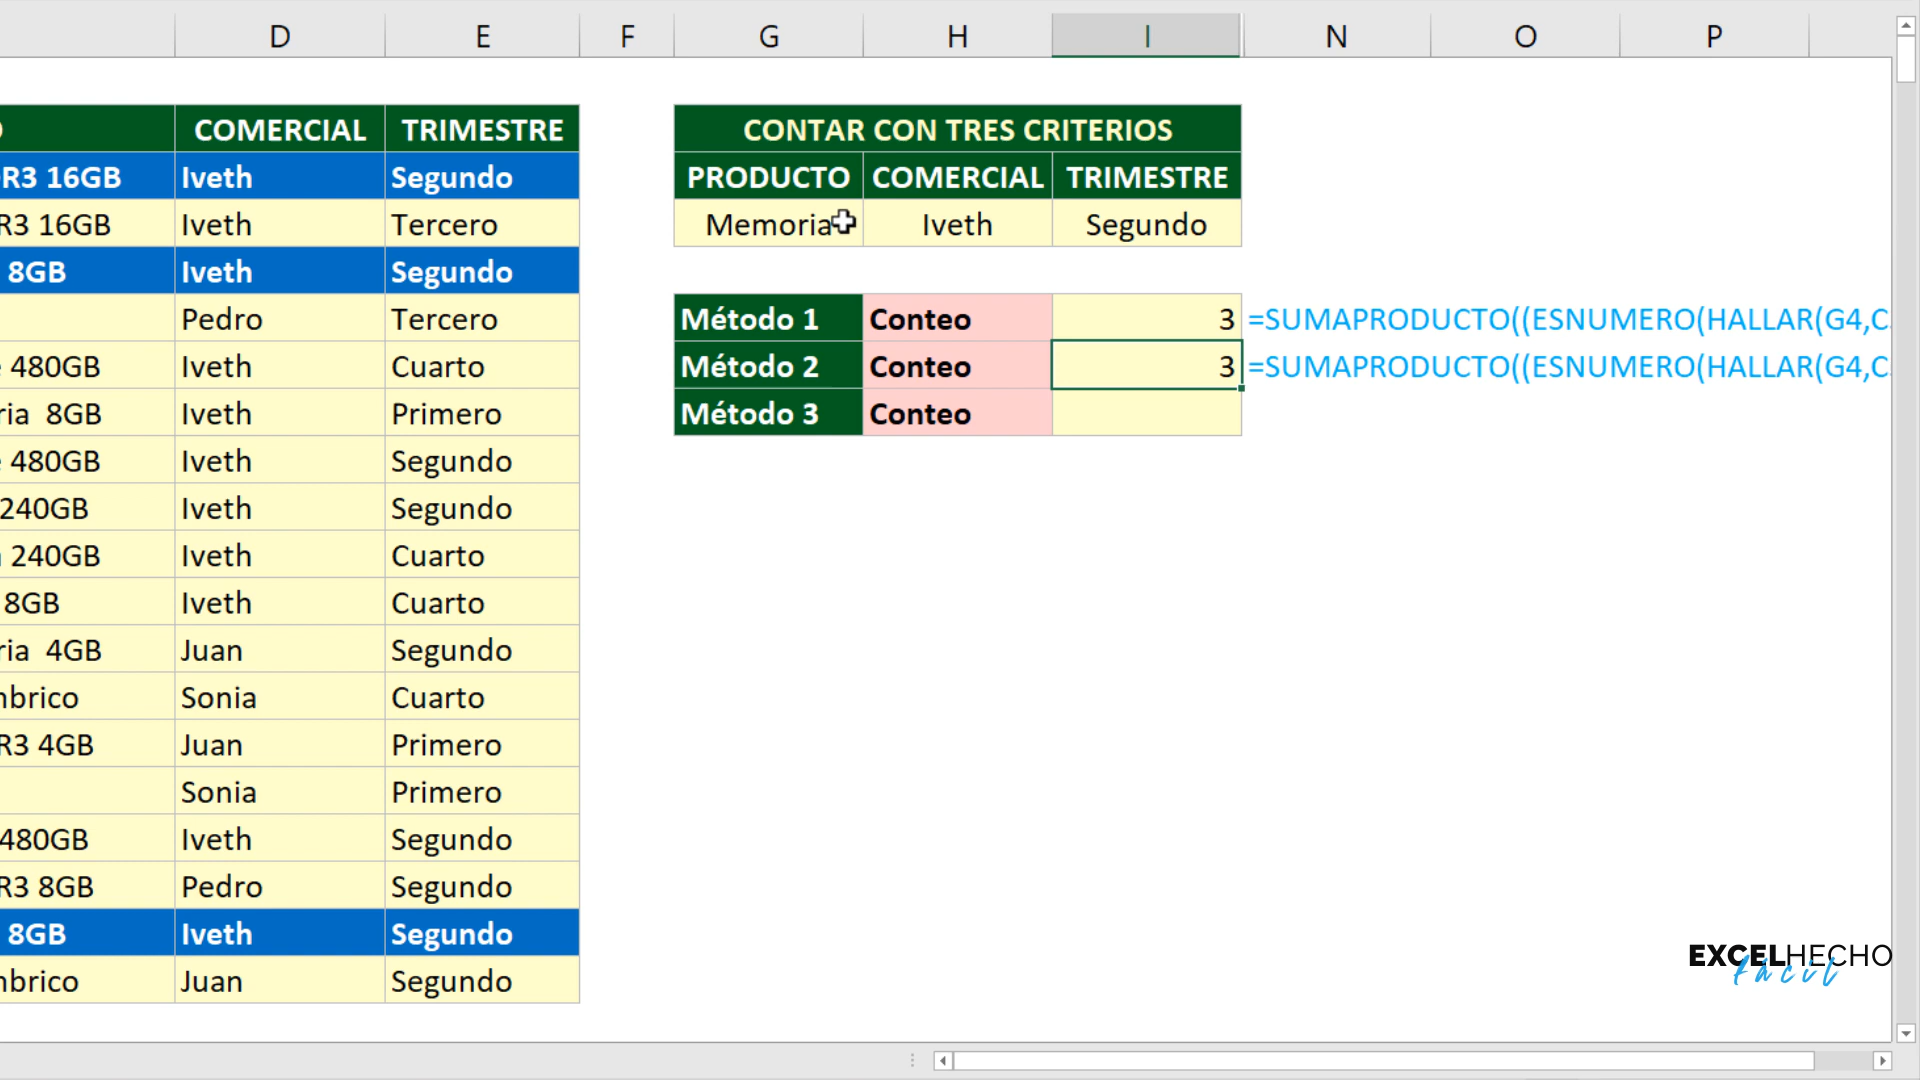 D E F G H I N O P
COMERCIAL TRIMESTRE
R3 16GB Iveth Segundo
R3 16GB Iveth Tercero
8GB Iveth Segundo
Pedro Tercero
480GB Iveth Cuarto
ria 8GB Iveth Primero
480GB Iveth Segundo
240GB Iveth Segundo
240GB Iveth Cuarto
8GB Iveth Cuarto
ria 4GB Juan Segundo
mbrico Sonia Cuarto
R3 4GB Juan Primero
Sonia Primero
480GB Iveth Segundo
R3 8GB Pedro Segundo
8GB Iveth Segundo
mbrico Juan Segundo
CONTAR CON TRES CRITERIOS
PRODUCTO COMERCIAL TRIMESTRE
Memoria Iveth Segundo
Método 1 Conteo 3 =SUMAPRODUCTO((ESNUMERO(HALLAR(G4,C
Método 2 Conteo 3 =SUMAPRODUCTO((ESNUMERO(HALLAR(G4,C
Método 3 Conteo
EXCELHECHO
fácil